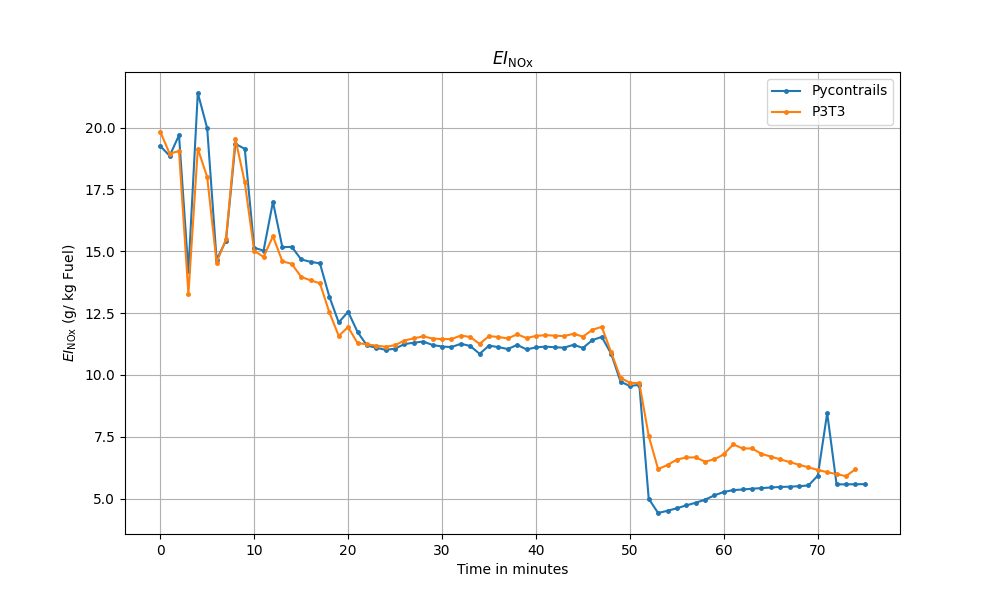 EI_NOx
Pycontrails
P3T3
20.0
17.5
15.0
12.5
10.0
7.5
5.0
EI_NOx (g/ kg Fuel)
0 10 20 30 40 50 60 70
Time in minutes